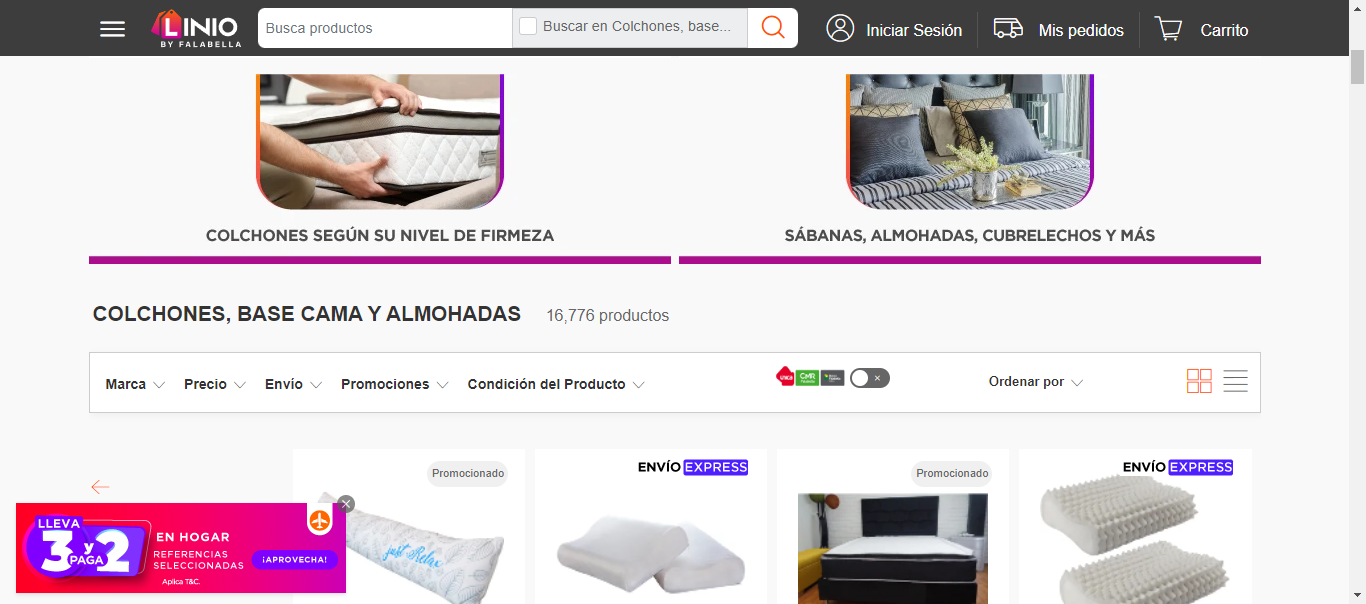 LINIO
BY FALABELLA
Busca productos
Buscar en Colchones, base...
Iniciar Sesión
Mis pedidos
Carrito
COLCHONES SEGÚN SU NIVEL DE FIRMEZA
SÁBANAS, ALMOHADAS, CUBRELECHOS Y MÁS
COLCHONES, BASE CAMA Y ALMOHADAS
16,776 productos
Marca
Precio
Envío
Promociones
Condición del Producto
CMR
Ordenar por
Promocionado
ENVÍO EXPRESS
Promocionado
ENVÍO EXPRESS
just Relax
LLEVA
3 y 2
PAGA
EN HOGAR
REFERENCIAS
SELECCIONADAS
Aplica T&C.
¡APROVECHA!